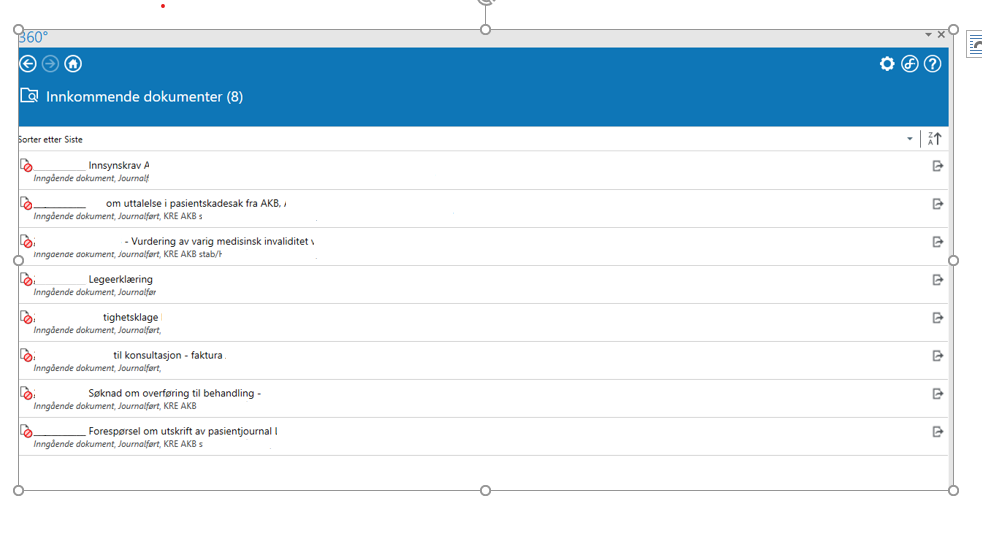 360°
Innkommende dokumenter (8)
Sorter etter Siste
Innsynskrav
Inngående dokument, Journalf
om uttalelse i pasientskadesak fra AKB,
Inngående dokument, Journalført, KRE AKB s
- Vurdering av varig medisinsk invaliditet
Inngående dokument, Journalført, KRE AKB stab/
Legeerklæring
Inngående dokument, Journalfør
tighetsklage
Inngående dokument, Journalført,
til konsultasjon - faktura
Inngående dokument, Journalført,
Søknad om overføring til behandling -
Inngående dokument, Journalført, KRE AKB
Forespørsel om utskrift av pasientjournal
Inngående dokument, Journalført, KRE AKB s